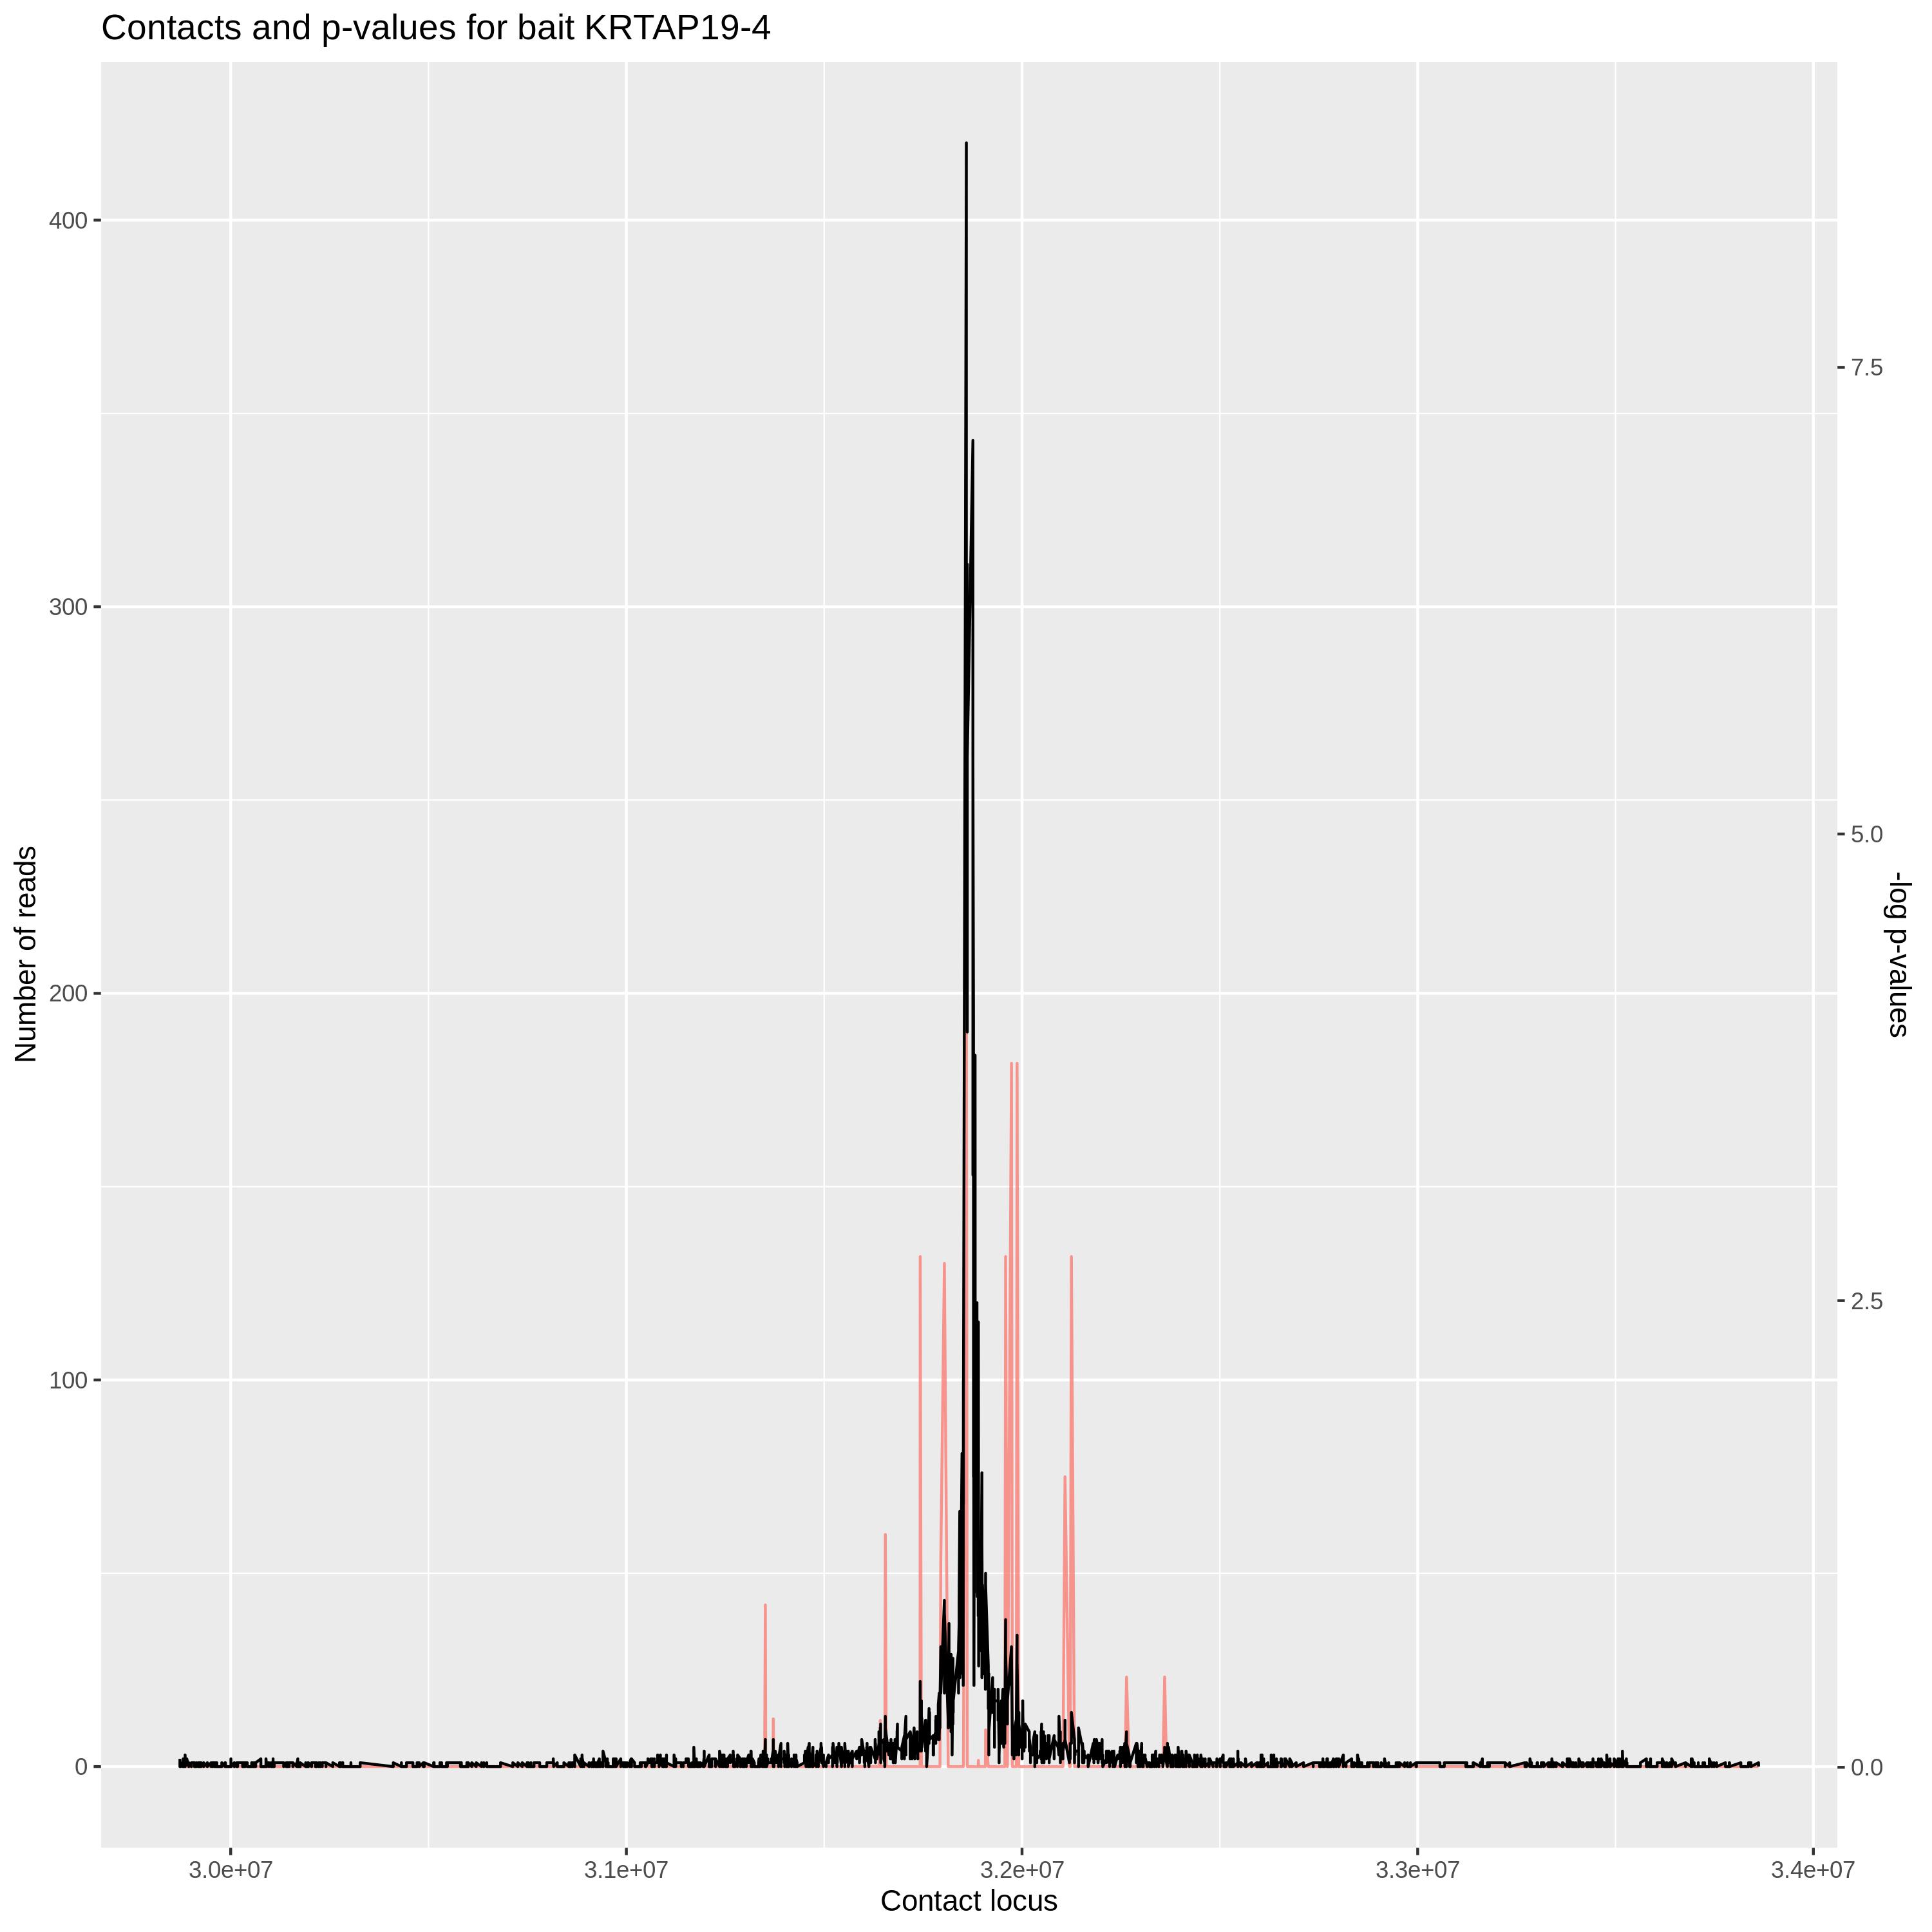 Contacts and p-values for bait KRTAP19-4
400
300
200
100
0
Number of reads
7.5
5.0
2.5
0.0
-log p-values
3.0e+07
3.1e+07
3.2e+07
3.3e+07
3.4e+07
Contact locus